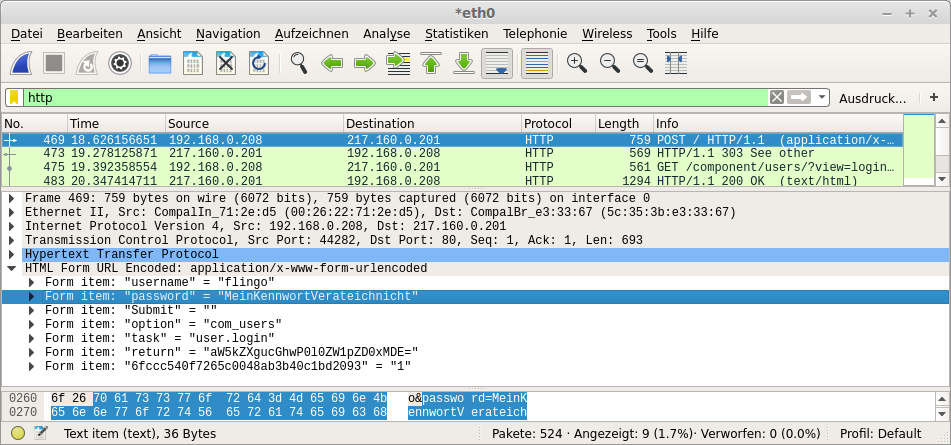 *eth0
Datei Bearbeiten Ansicht Navigation Aufzeichnen Analyse Statistiken Telephonie Wireless Tools Hilfe
http Ausdruck... +
No. Time Source Destination Protocol Length Info
469 18.626156651 192.168.0.208 217.160.0.201 HTTP 759 POST / HTTP/1.1 (application/x-...
473 19.278125871 217.160.0.201 192.168.0.208 HTTP 569 HTTP/1.1 303 See other
475 19.392358554 192.168.0.208 217.160.0.201 HTTP 561 GET /component/users/?view=login...
483 20.347414711 217.160.0.201 192.168.0.208 HTTP 1294 HTTP/1.1 200 OK (text/html)
Frame 469: 759 bytes on wire (6072 bits), 759 bytes captured (6072 bits) on interface 0
Ethernet II, Src: CompalIn_71:2e:d5 (00:26:22:71:2e:d5), Dst: CompalBr_e3:33:67 (5c:35:3b:e3:33:67)
Internet Protocol Version 4, Src: 192.168.0.208, Dst: 217.160.0.201
Transmission Control Protocol, Src Port: 44282, Dst Port: 80, Seq: 1, Ack: 1, Len: 693
Hypertext Transfer Protocol
HTML Form URL Encoded: application/x-www-form-urlencoded
Form item: "username" = "flingo"
Form item: "password" = "MeinKennwortVerateichnicht"
Form item: "Submit" = ""
Form item: "option" = "com_users"
Form item: "task" = "user.login"
Form item: "return" = "aW5kZXgucGhwP0l0ZW1pZD0xMDE="
Form item: "6fccc540f7265c0048ab3b40c1bd2093" = "1"
0260 6f 26 70 61 73 73 77 6f 72 64 3d 4d 65 69 6e 4b o&passwo rd=MeinK
0270 65 6e 6e 77 6f 72 74 56 65 72 61 74 65 69 63 68 ennwortV erateich
Text item (text), 36 Bytes Pakete: 524 · Angezeigt: 9 (1.7%)· Verworfen: 0 (0.0%) Profil: Default